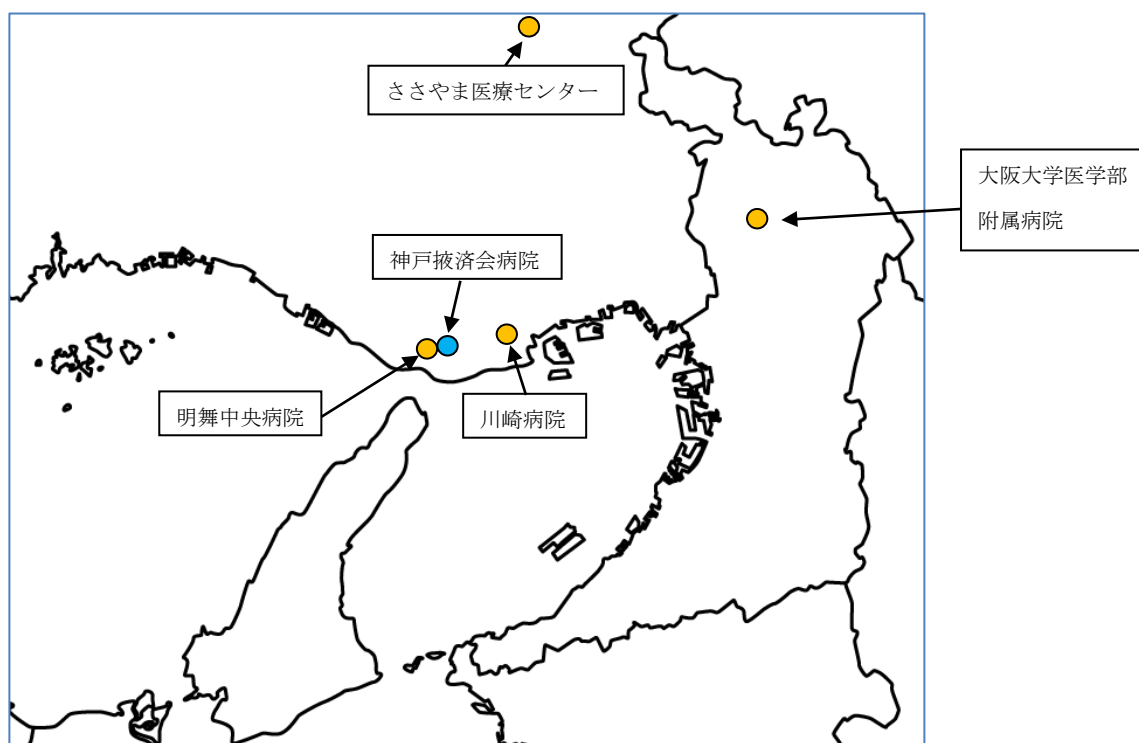 ささやま医療センター
大阪大学医学部
附属病院
神戸掖済会病院
明舞中央病院
川崎病院